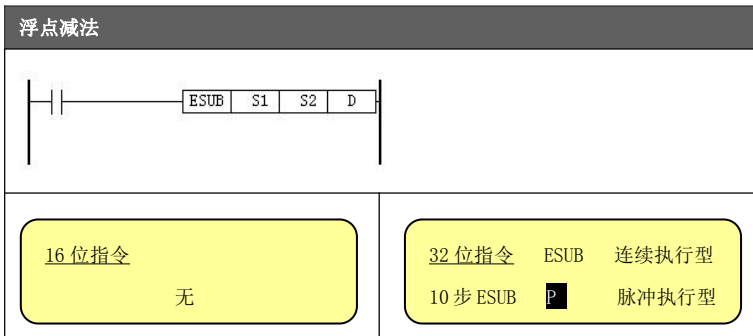 浮点减法
ESUB S1 S2 D
16 位指令
无
32 位指令 ESUB 连续执行型
10 步 ESUB P 脉冲执行型